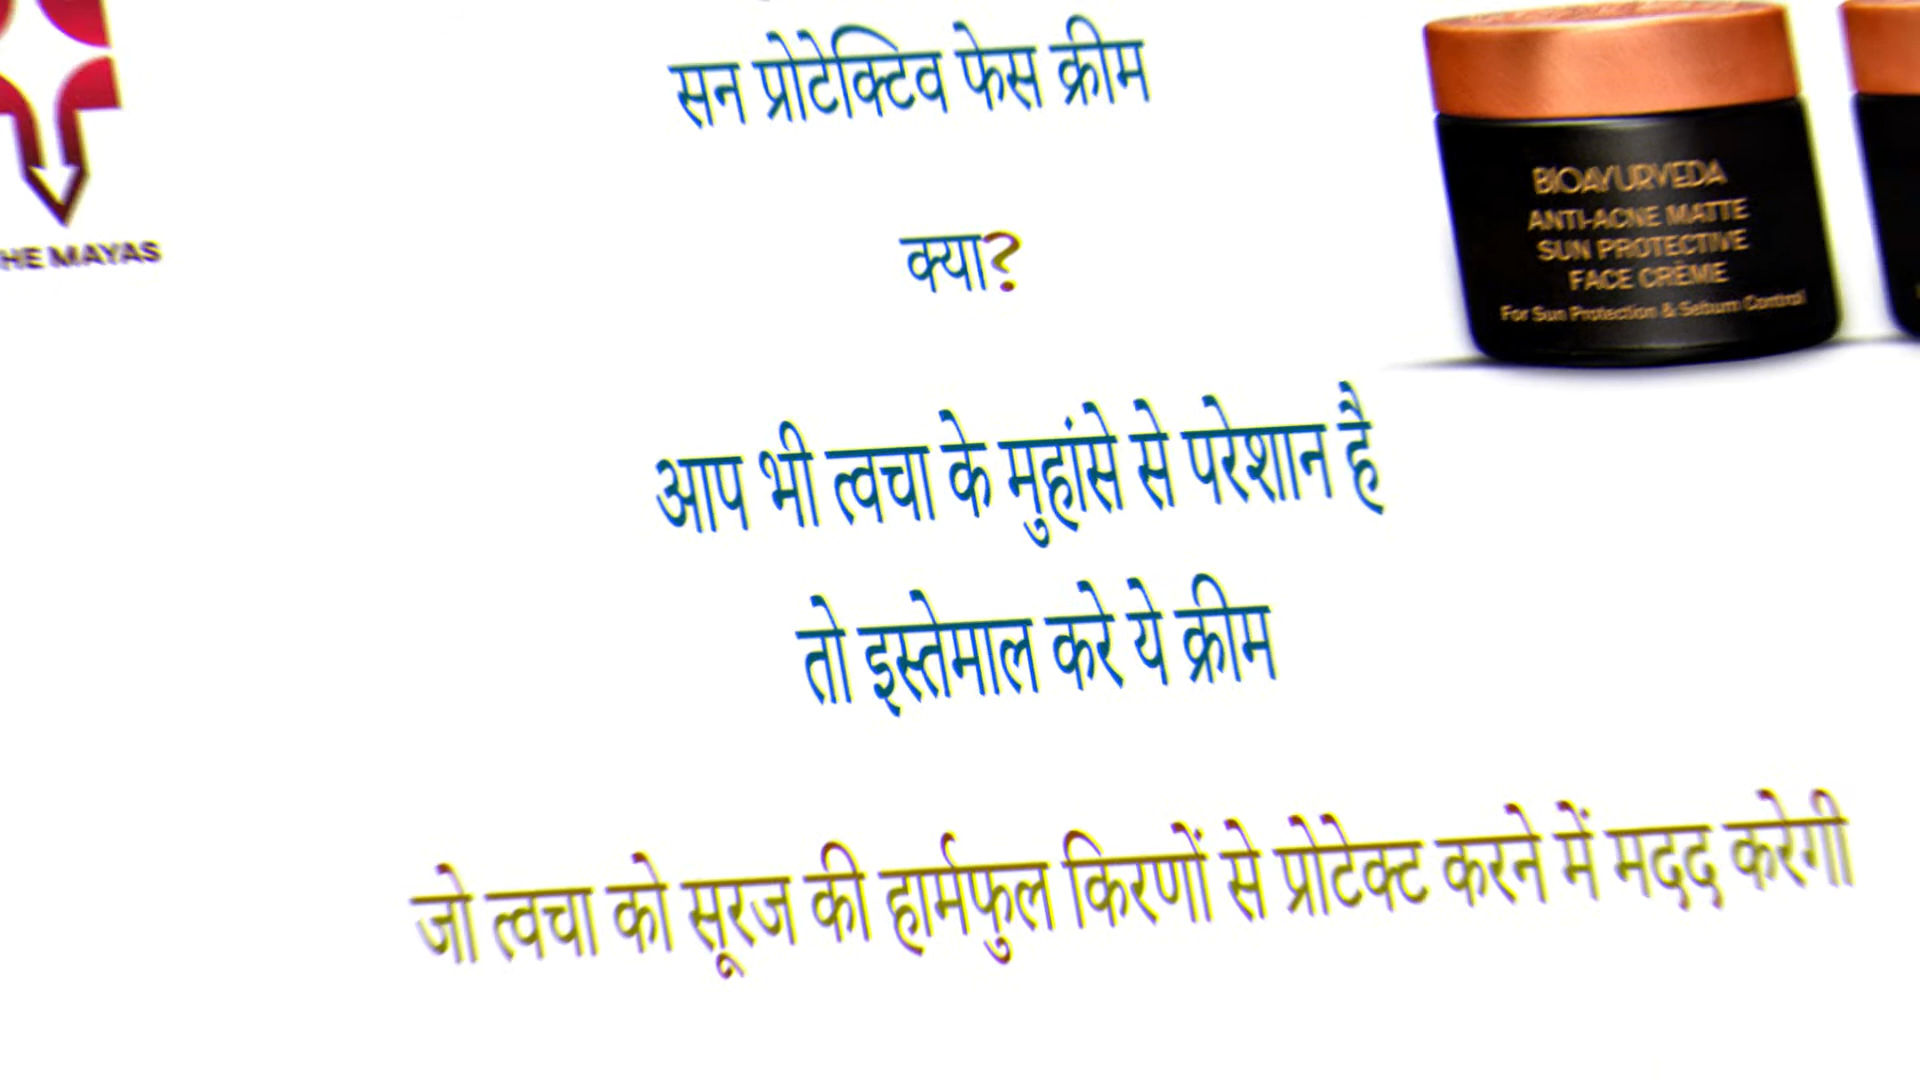 सन प्रोटेक्टिव फेस क्रीम
क्या?
आप भी त्वचा के मुहांसे से परेशान है
तो इस्तेमाल करे ये क्रीम
जो त्वचा को सूरज की हार्मफुल किरणों से प्रोटेक्ट करने में मदद करेगी
HE MAYAS
BIOAYURVEDA
ANTI-ACNE MATTE
SUN PROTECTIVE
FACE CRÈME
For Sun Protection & Sebum Control